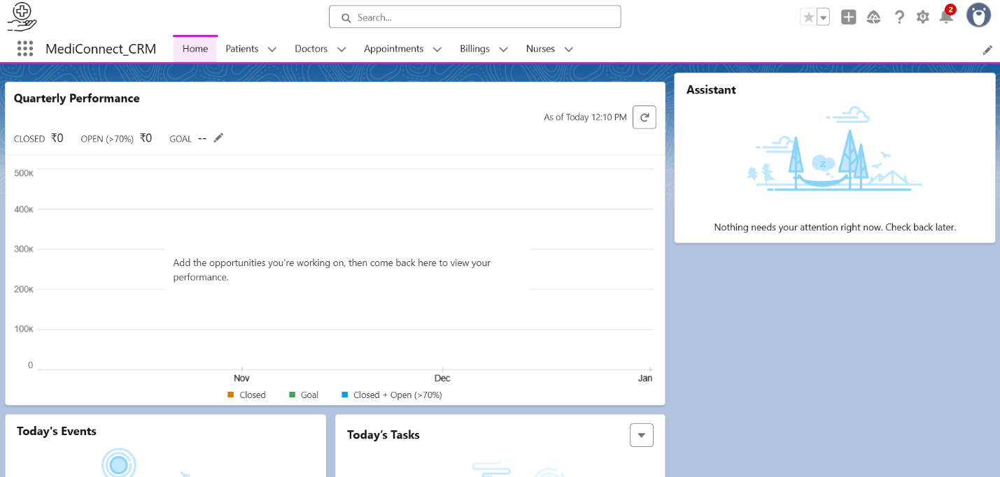 Search...
2
MediConnect_CRM
Home Patients Doctors Appointments Billings Nurses
Quarterly Performance
As of Today 12:10 PM
CLOSED ₹0 OPEN (>70%) ₹0 GOAL --
500K
400K
300K
Add the opportunities you're working on, then come back here to view your
performance.
200K
100K
0
Nov Dec Jan
Closed Goal Closed + Open (>70%)
Assistant
z
Nothing needs your attention right now. Check back later.
Today's Events
Today’s Tasks